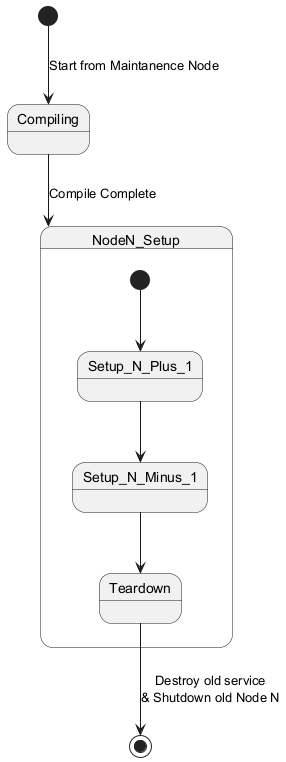 Start from Maintanence Node
Compiling
Compile Complete
NodeN_Setup
Setup_N_Plus_1
Setup_N_Minus_1
Teardown
Destroy old service
& Shutdown old Node N